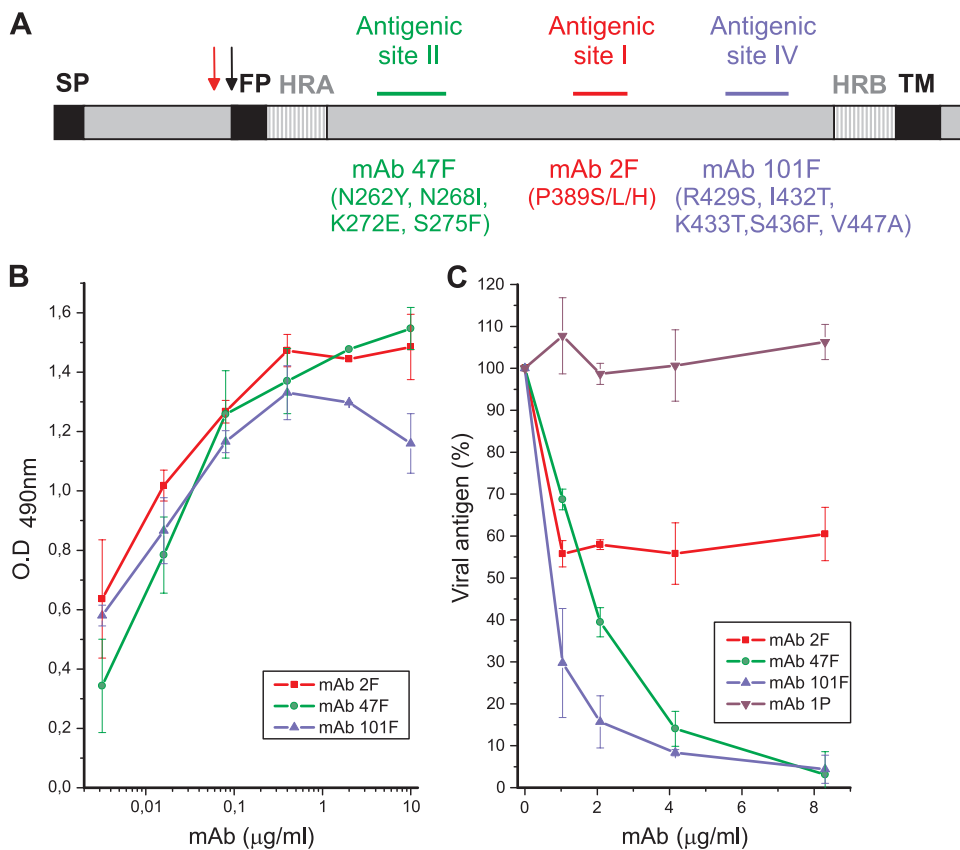 A
Antigenic site II
Antigenic site I
Antigenic site IV
SP
FP
HRA
HRB
TM
mAb 47F
(N262Y, N268I,
K272E, S275F)
mAb 2F
(P389S/L/H)
mAb 101F
(R429S, I432T,
K433T,S436F, V447A)
B
1,6
1,4
1,2
1,0
0,8
0,6
0,4
0,2
0,0
O.D 490nm
0,01
0,1
1
10
mAb (µg/ml)
mAb 2F
mAb 47F
mAb 101F
C
120
110
100
90
80
70
60
50
40
30
20
10
0
Viral antigen (%)
0
2
4
6
8
mAb (µg/ml)
mAb 2F
mAb 47F
mAb 101F
mAb 1P